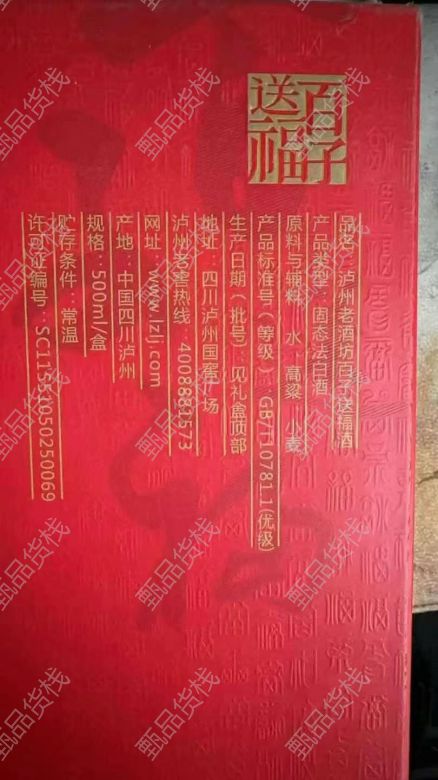 百子
送福
品名：泸州老酒坊百子送福酒
产品类型：固态法白酒
原料与辅料：水、高粱、小麦
产品标准号（等级）：GB/T10781.1(优级)
生产日期（批号）：见礼盒顶部
地址：四川泸州国窖广场
泸州老窖热线：4008881573
网址：www.lzlj.com
产地：中国四川泸州
规格：500ml/盒
贮存条件：常温
许可证编号：SC11551050250069
甄品货栈